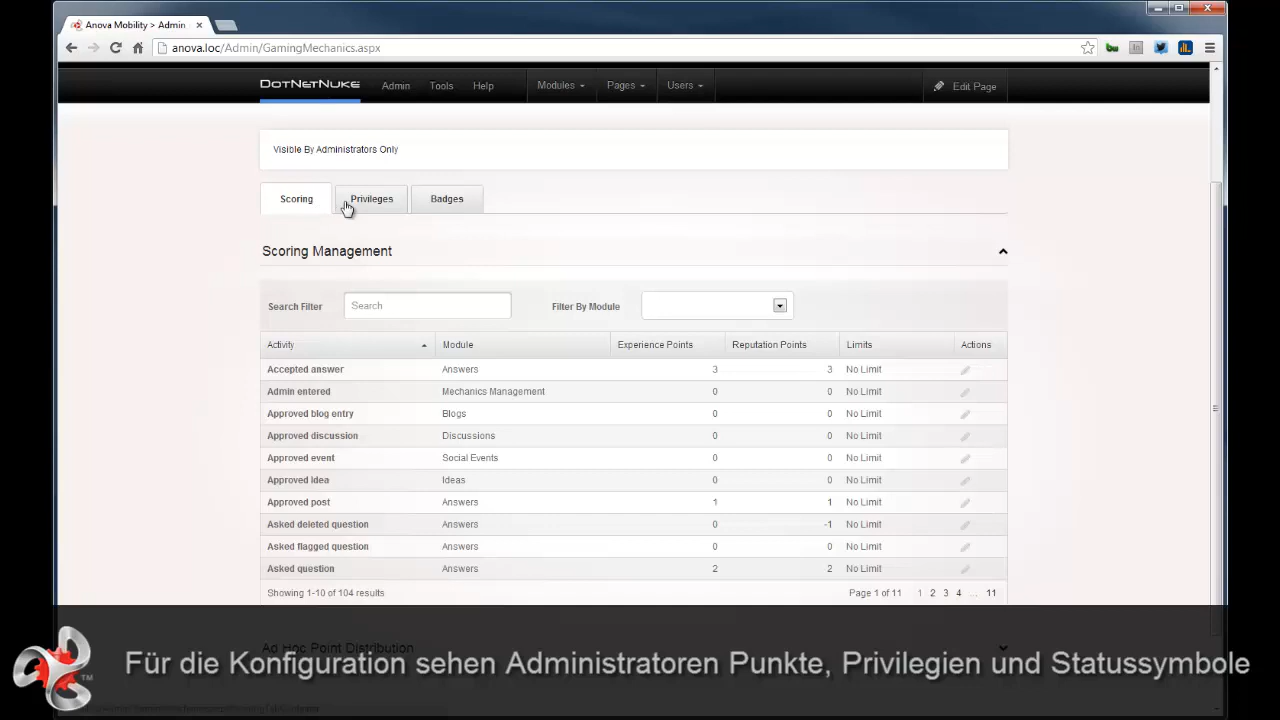 Anova Mobility > Admin
anova.loc/Admin/GamingMechanics.aspx
DotNetNuke Admin Tools Help Modules Pages Users Edit Page
Visible By Administrators Only
Scoring Privileges Badges
Scoring Management
Search Filter Search Filter By Module
Activity Module Experience Points Reputation Points Limits Actions
Accepted answer Answers 3 3 No Limit
Admin entered Mechanics Management 0 0 No Limit
Approved blog entry Blogs 0 0 No Limit
Approved discussion Discussions 0 0 No Limit
Approved event Social Events 0 0 No Limit
Approved idea Ideas 0 0 No Limit
Approved post Answers 1 1 No Limit
Asked deleted question Answers 0 -1 No Limit
Asked flagged question Answers 0 0 No Limit
Asked question Answers 2 2 No Limit
Showing 1-10 of 104 results Page 1 of 11 1 2 3 4 ... 11
Ad Hoc Point Distribution
Für die Konfiguration sehen Administratoren Punkte, Privilegien und Statussymbole
TM